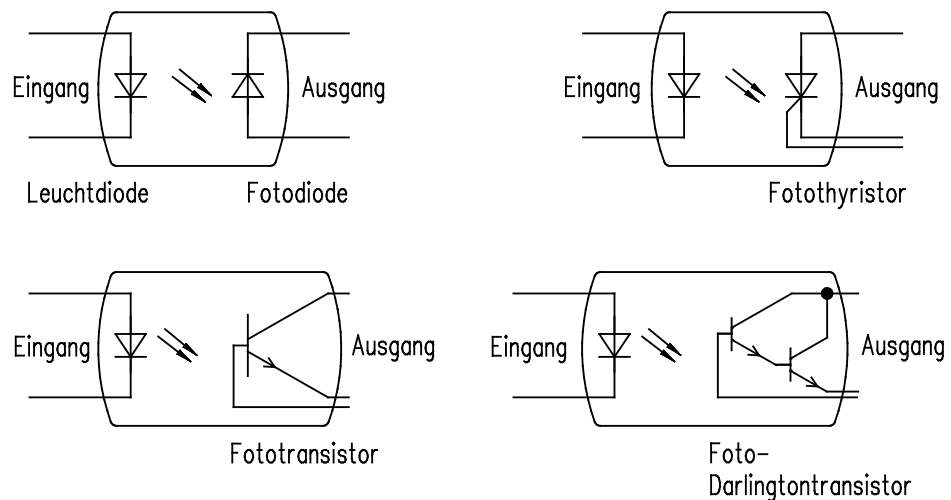 Eingang
Ausgang
Leuchtdiode
Fotodiode
Eingang
Ausgang
Fotothyristor
Eingang
Ausgang
Fototransistor
Eingang
Ausgang
Foto-
Darlingtontransistor